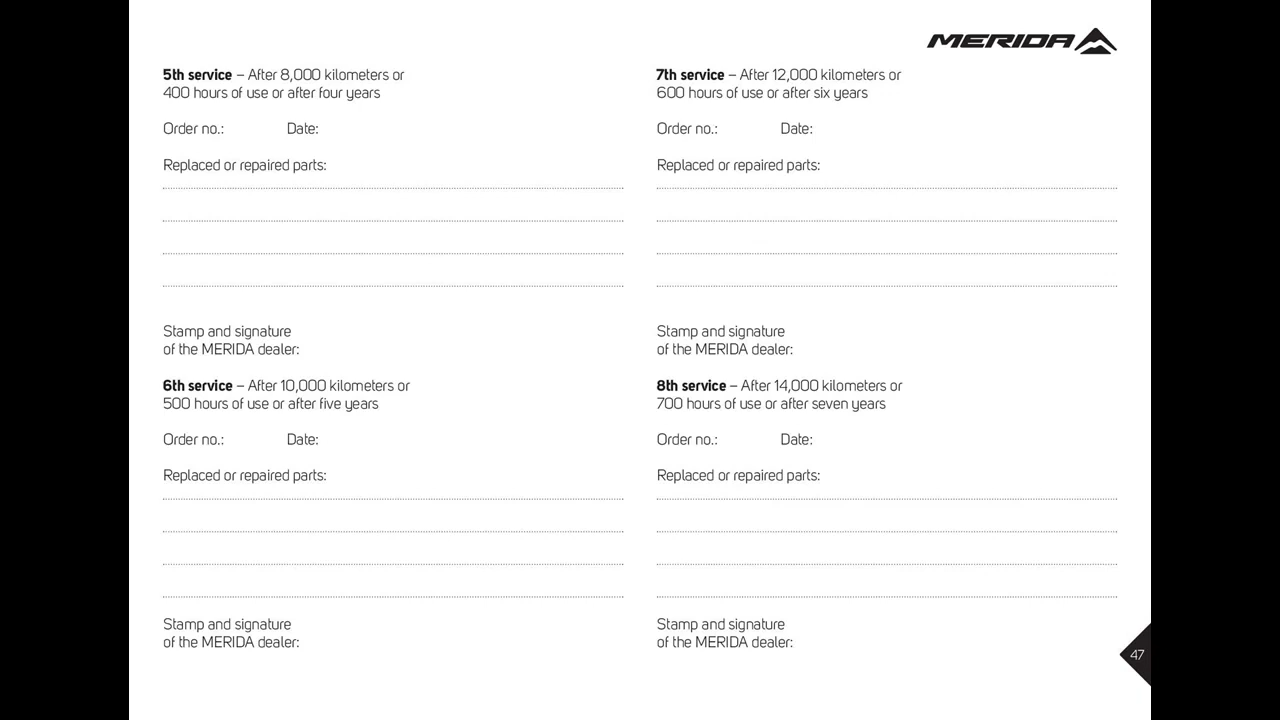 MERIDA
5th service – After 8,000 kilometers or
400 hours of use or after four years
Order no.: Date:
Replaced or repaired parts:
Stamp and signature
of the MERIDA dealer:
6th service – After 10,000 kilometers or
500 hours of use or after five years
Order no.: Date:
Replaced or repaired parts:
Stamp and signature
of the MERIDA dealer:
7th service – After 12,000 kilometers or
600 hours of use or after six years
Order no.: Date:
Replaced or repaired parts:
Stamp and signature
of the MERIDA dealer:
8th service – After 14,000 kilometers or
700 hours of use or after seven years
Order no.: Date:
Replaced or repaired parts:
Stamp and signature
of the MERIDA dealer:
47